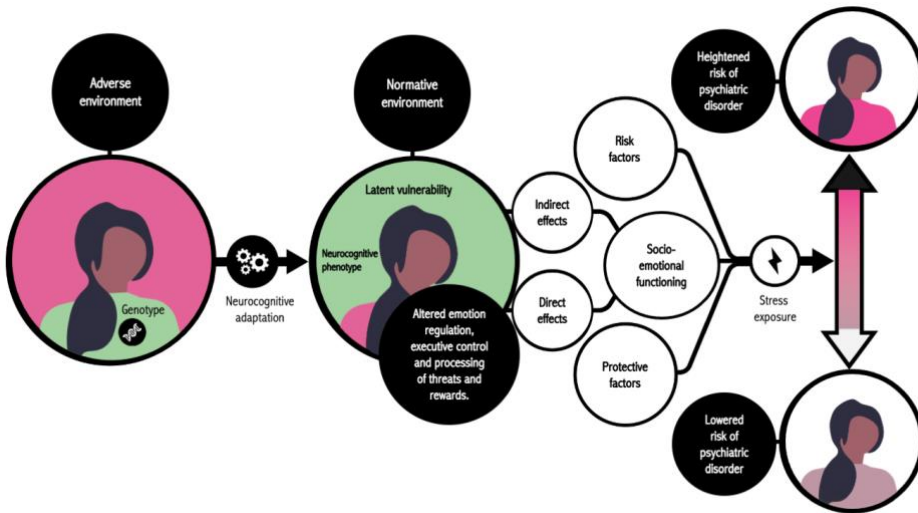 Adverse
environment
Genotype
Neurocognitive
adaptation
Normative
environment
Latent vulnerability
Neurocognitive
phenotype
Altered emotion
regulation,
executive control
and processing
of threats and
rewards.
Indirect
effects
Direct
effects
Risk
factors
Socio-
emotional
functioning
Protective
factors
Stress
exposure
Heightened
risk of
psychiatric
disorder
Lowered
risk of
psychiatric
disorder